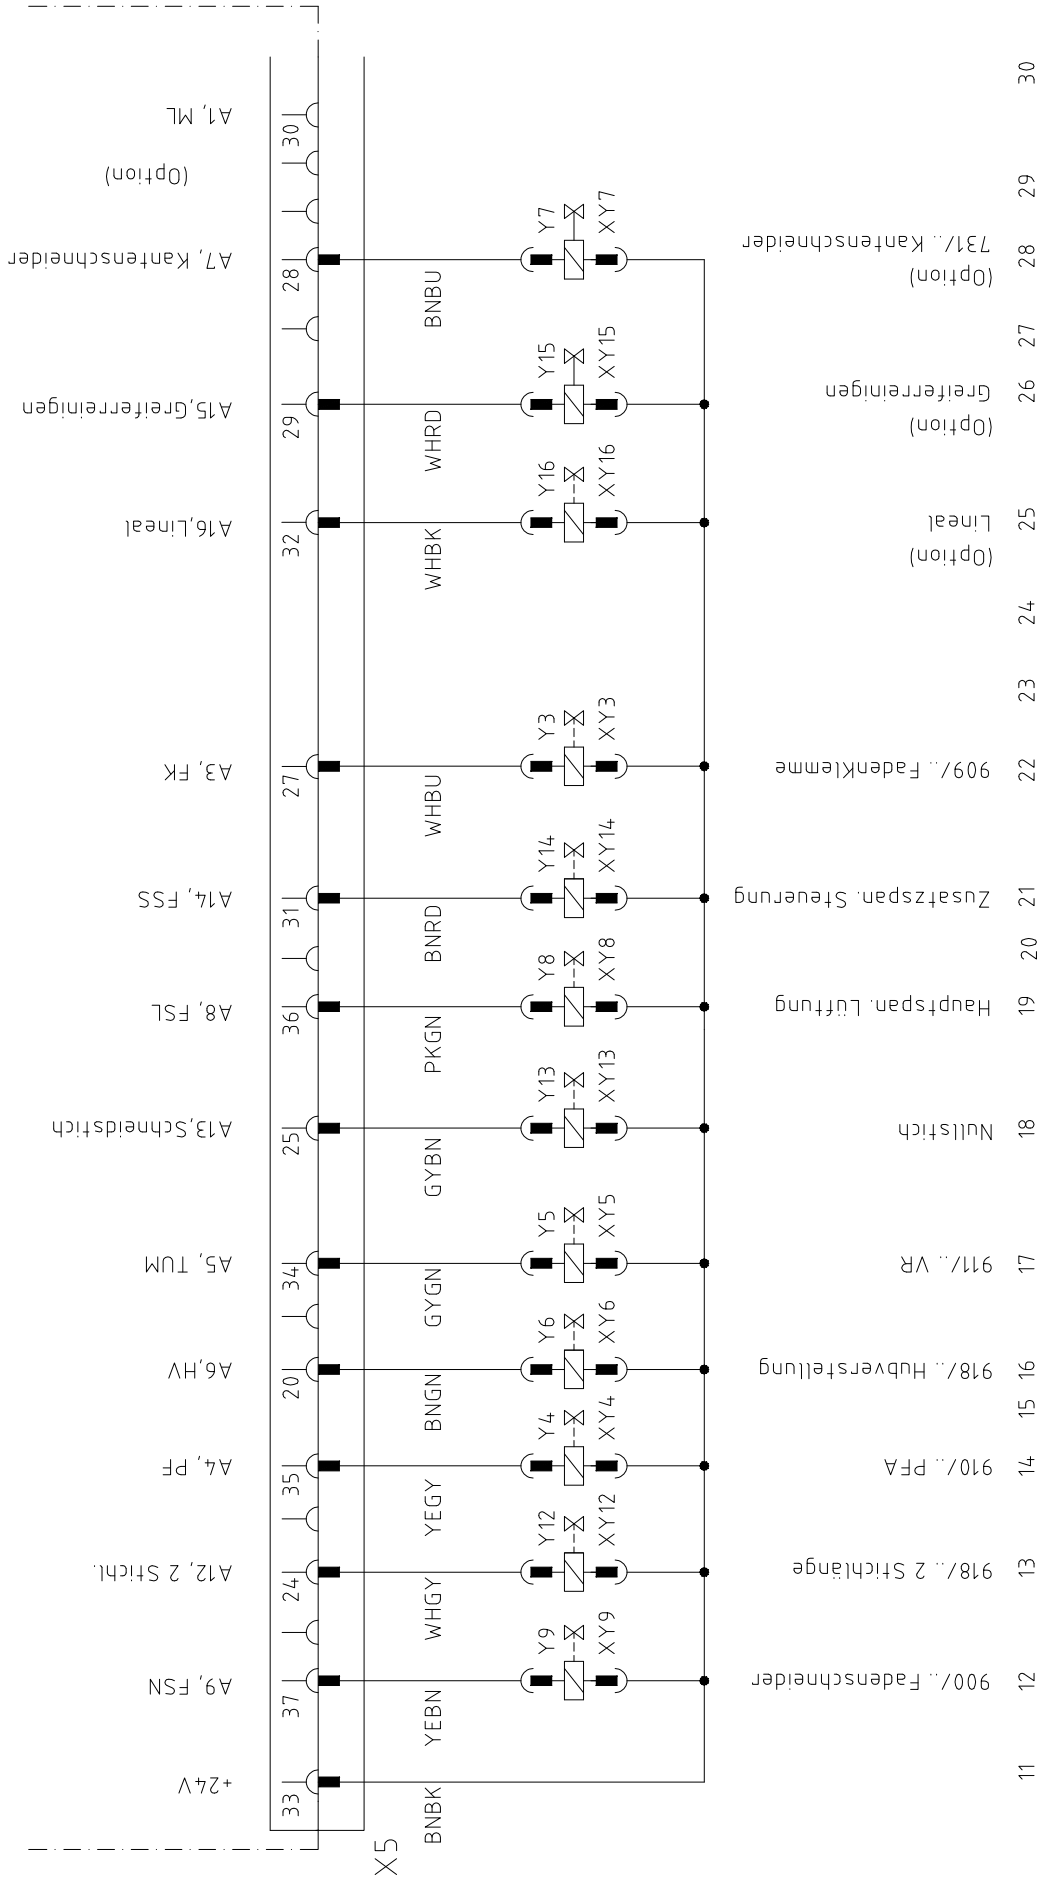 A1, ML
30
30
(Option)
29
A7, Kantenschneider
28
BNBU
Y7
XY7
731/.. Kantenschneider
(Option)
28
27
A15,Greiferreinigen
29
WHRD
Y15
XY15
Greiferreinigen
(Option)
26
A16,Lineal
32
WHBK
Y16
XY16
Lineal
(Option)
25
24
23
A3, FK
27
WHBU
Y3
XY3
909/.. FadenKlemme
22
A14, FSS
31
BNRD
Y14
XY14
Zusatzspan. Steuerung
21
20
A8, FSL
36
PKGN
Y8
XY8
Hauptspan. Lüftung
19
A13,Schneidstich
25
GYBN
Y13
XY13
Nullstich
18
A5, TUM
34
GYGN
Y5
XY5
911/.. VR
17
A6,HV
20
BNGN
Y6
XY6
918/.. Hubverstellung
16
15
A4, PF
35
YEGY
Y4
XY4
910/.. PFA
14
A12, 2 Sticht.
24
WHGY
Y12
XY12
918/.. 2 Stichlänge
13
A9, FSN
37
YEBN
Y9
XY9
900/.. Fadenschneider
12
+24V
33
BNBK
11
X5